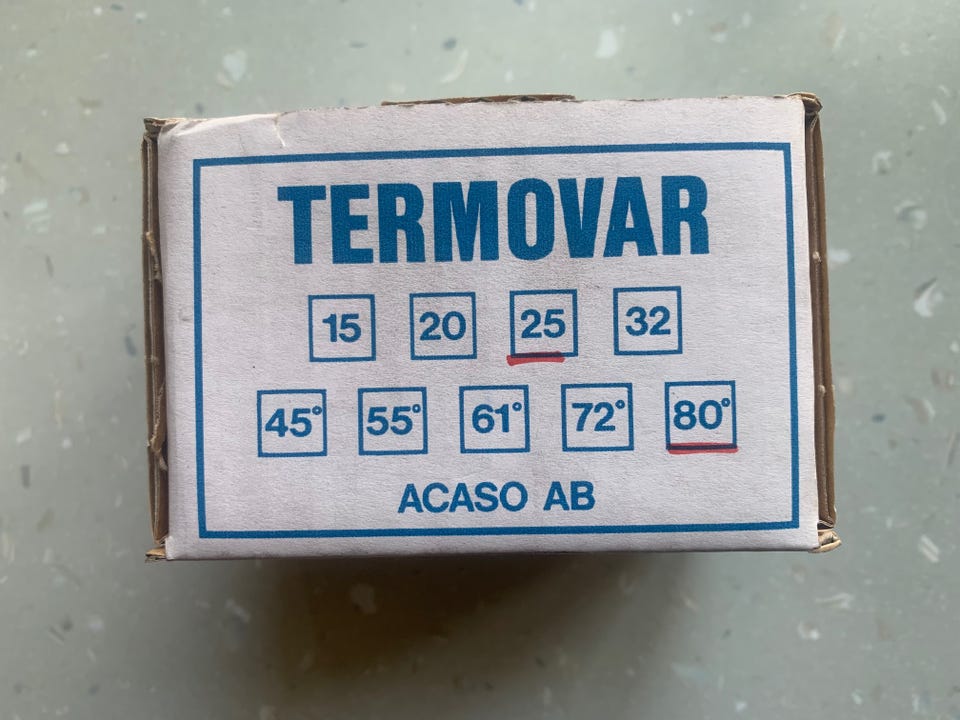 TERMOVAR
15 20 25 32
45° 55° 61° 72° 80°
ACASO AB